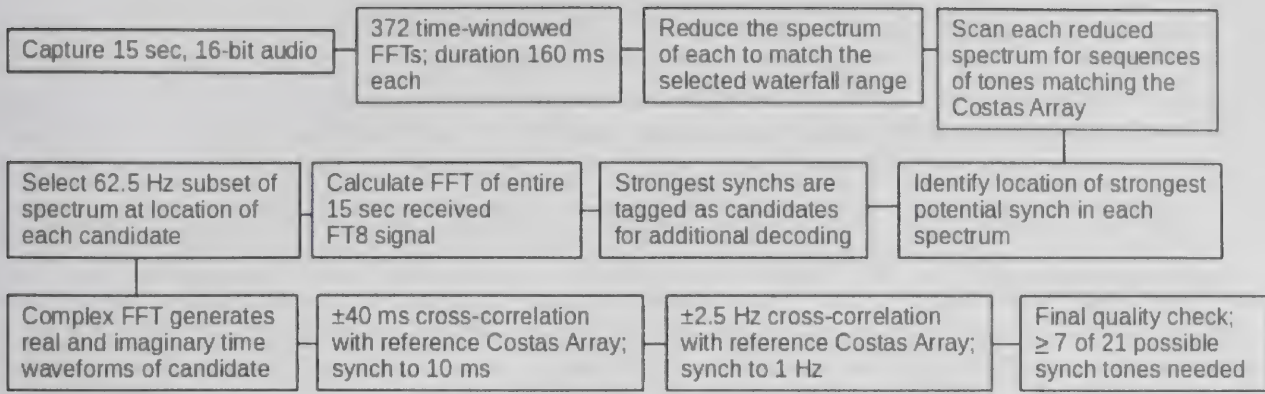 Capture 15 sec, 16-bit audio
372 time-windowed
FFTs; duration 160 ms
each
Reduce the spectrum
of each to match the
selected waterfall range
Scan each reduced
spectrum for sequences
of tones matching the
Costas Array
Select 62.5 Hz subset of
spectrum at location of
each candidate
Calculate FFT of entire
15 sec received
FT8 signal
Strongest synchs are
tagged as candidates
for additional decoding
Identify location of strongest
potential synch in each
spectrum
Complex FFT generates
real and imaginary time
waveforms of candidate
±40 ms cross-correlation
with reference Costas Array;
synch to 10 ms
±2.5 Hz cross-correlation
with reference Costas Array;
synch to 1 Hz
Final quality check;
≥ 7 of 21 possible
synch tones needed